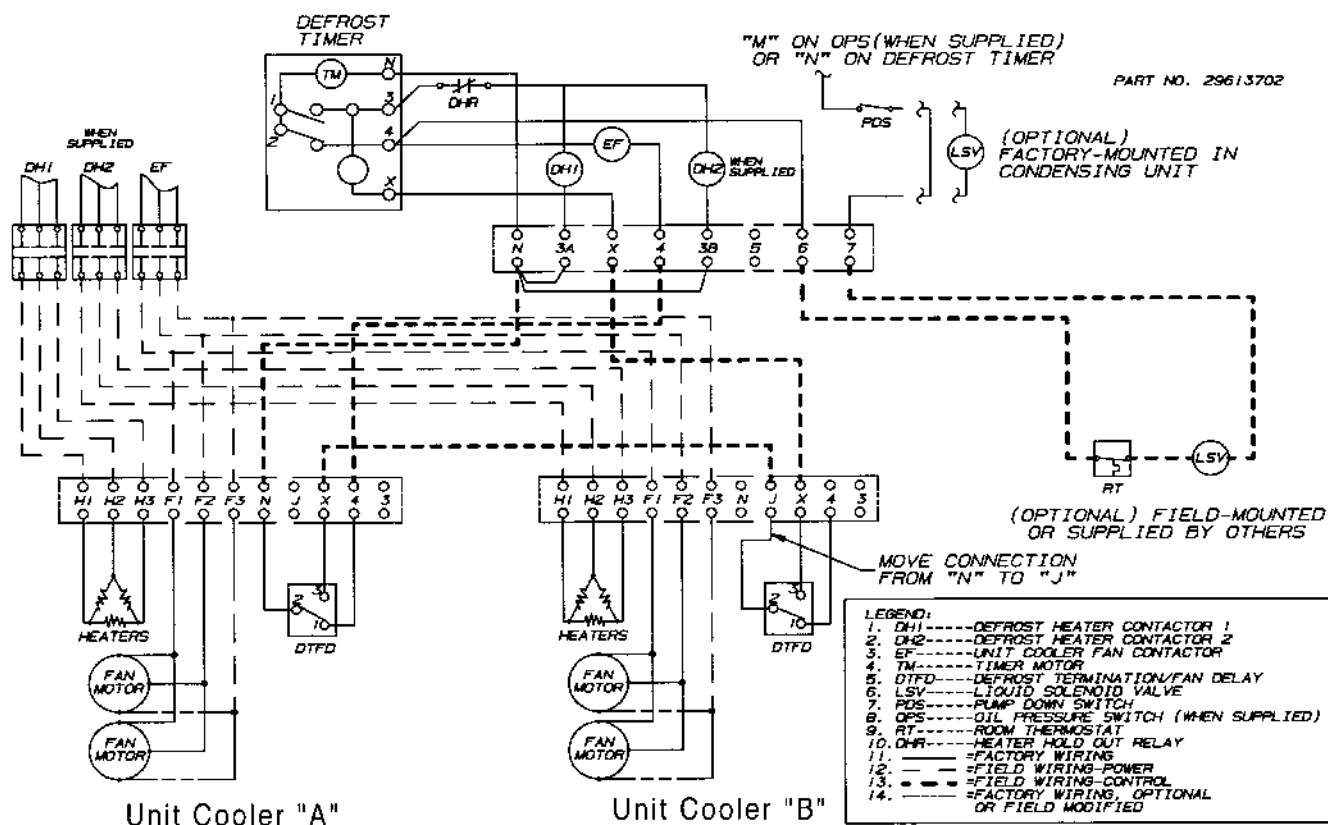 DEFROST
TIMER
"M" ON OPS(WHEN SUPPLIED)
OR "N" ON DEFROST TIMER
PART NO. 29613702
TM
N
1
3
DHR
2
4
X
EF
DH1
DH2
WHEN
SUPPLIED
PDS
LSV
(OPTIONAL)
FACTORY-MOUNTED IN
CONDENSING UNIT
WHEN
SUPPLIED
DH1 DH2 EF
N 3A X 4 3B 5 6 7
H1 H2 H3 F1 F2 F3 N J X 4 3
H1 H2 H3 F1 F2 F3 N J X 4 3
RT
LSV
(OPTIONAL) FIELD-MOUNTED
OR SUPPLIED BY OTHERS
MOVE CONNECTION
FROM "N" TO "J"
HEATERS
3
2
1
DTFD
HEATERS
3
2
1
DTFD
FAN
MOTOR
FAN
MOTOR
FAN
MOTOR
FAN
MOTOR
Unit Cooler "A"
Unit Cooler "B"
LEGEND:
1. DH1-----DEFROST HEATER CONTACTOR 1
2. DH2-----DEFROST HEATER CONTACTOR 2
3. EF------UNIT COOLER FAN CONTACTOR
4. TM------TIMER MOTOR
5. DTFD----DEFROST TERMINATION/FAN DELAY
6. LSV-----LIQUID SOLENOID VALVE
7. PDS-----PUMP DOWN SWITCH
8. OPS-----OIL PRESSURE SWITCH (WHEN SUPPLIED)
9. RT------ROOM THERMOSTAT
10. DHR-----HEATER HOLD OUT RELAY
11. =FACTORY WIRING
12. =FIELD WIRING-POWER
13. =FIELD WIRING-CONTROL
14. =FACTORY WIRING, OPTIONAL
OR FIELD MODIFIED